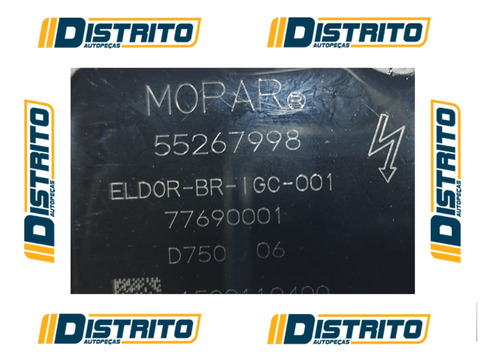 DISTRITO
AUTOPEÇAS
DISTRITO
AUTOPEÇAS
MOPAR®
55267998
ELDOR-BR-IGC-001
77690001
D750 06
DISTRITO
AUTOPEÇAS
DISTRITO
AUTOPEÇAS
DISTRITO
AUTOPEÇAS
DISTRITO
AUTOPEÇAS